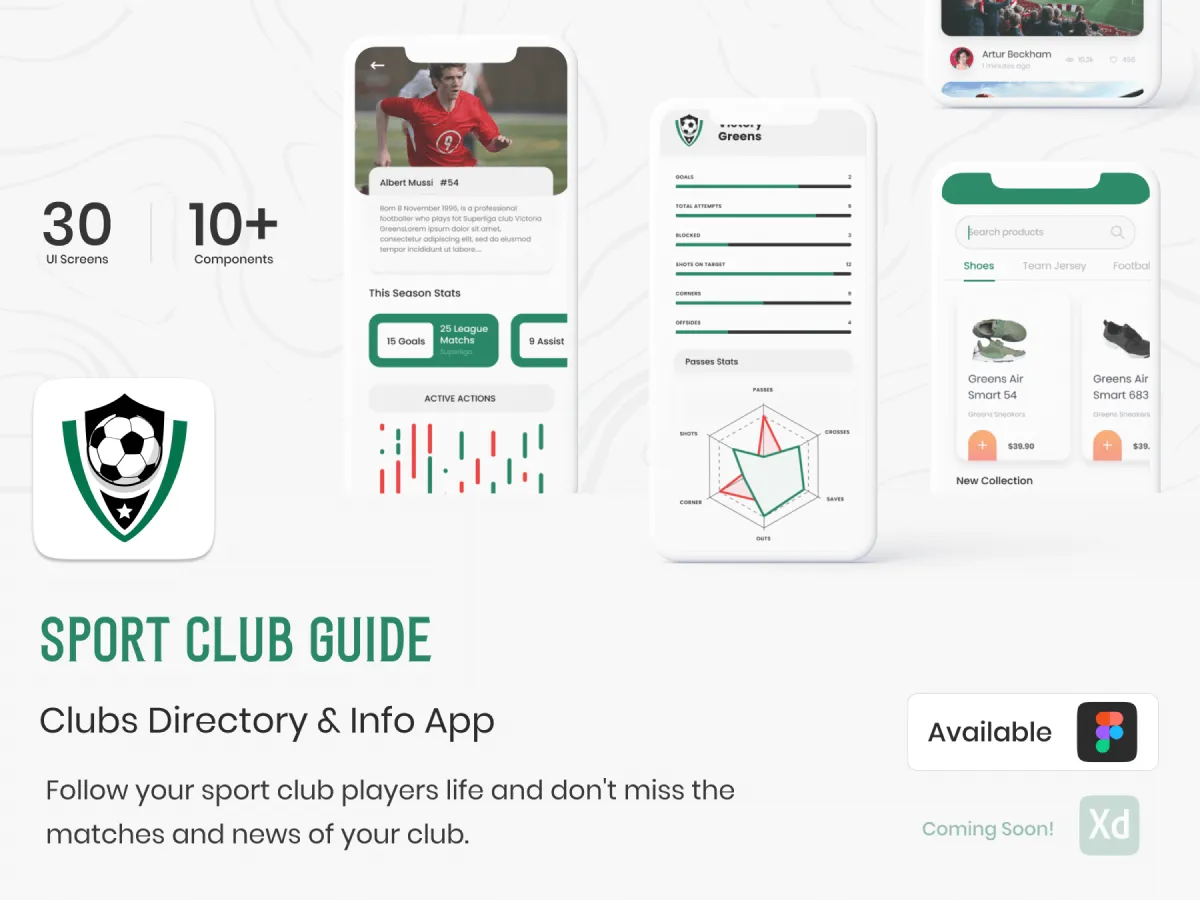 30
UI Screens
10+
Components
9
Albert Mussi #54
Born 8 November 1996, is a professional
footballer who plays fot Superliga club Victoria
GreensLorem ipsum dolor sit amet,
consectetur adipiscing elit, sed do eiusmod
tempor incididunt ut labore...
This Season Stats
15 Goals
25 League
Matchs
Superliga
9 Assist
ACTIVE ACTIONS
Victory
Greens
GOALS 2
TOTAL ATTEMPTS 5
BLOCKED 3
SHOTS ON TARGET 12
CORNERS 9
OFFSIDES 4
Passes Stats
PASSES
SHOTS
CROSSES
CORNER
SAVES
OUTS
Artur Beckham
1 minutes ago
Search products
Shoes Team Jersey Footbal
Greens Air
Smart 54
Greens Sneakers
+ $39.90
Greens Air
Smart 683
Greens Sneakers
+ $39.
New Collection
SPORT CLUB GUIDE
Clubs Directory & Info App
Follow your sport club players life and don't miss the
matches and news of your club.
Available
Coming Soon!
Xd